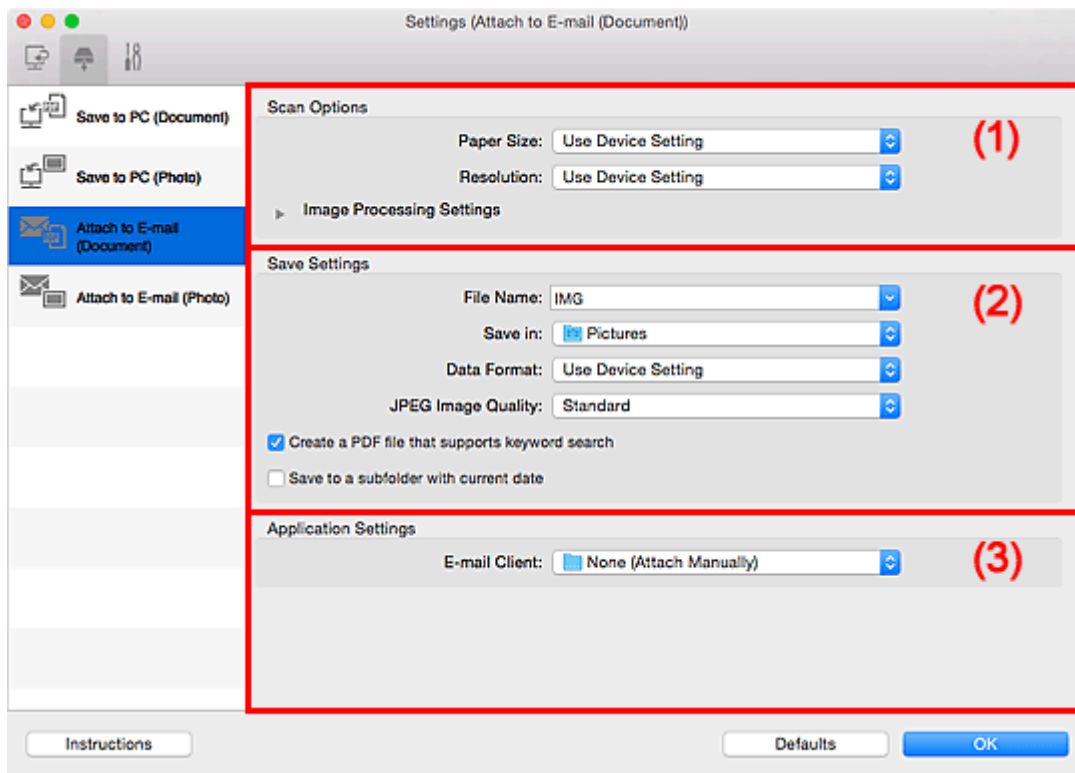 Settings (Attach to E-mail (Document))
Save to PC (Document)
Save to PC (Photo)
Attach to E-mail
(Document)
Attach to E-mail (Photo)
Scan Options
(1)
Paper Size: Use Device Setting
Resolution: Use Device Setting
Image Processing Settings
Save Settings
(2)
File Name: IMG
Save in: Pictures
Data Format: Use Device Setting
JPEG Image Quality: Standard
Create a PDF file that supports keyword search
Save to a subfolder with current date
Application Settings
(3)
E-mail Client: None (Attach Manually)
Instructions
Defaults
OK